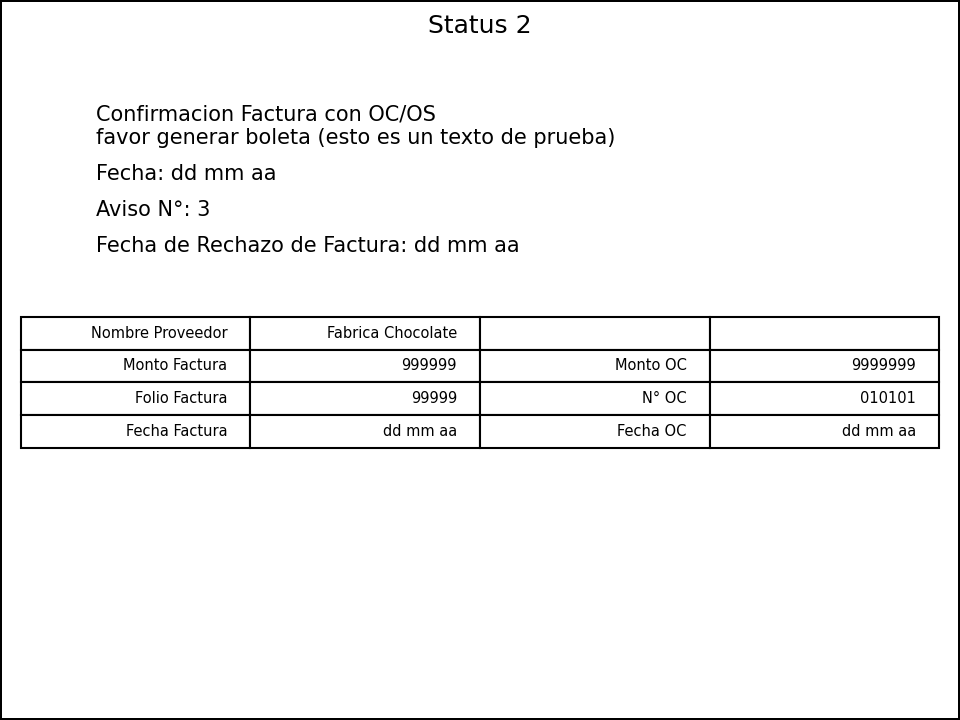 Status 2
Confirmacion Factura con OC/OS
favor generar boleta (esto es un texto de prueba)
Fecha: dd mm aa
Aviso N°: 3
Fecha de Rechazo de Factura: dd mm aa
Nombre Proveedor Fabrica Chocolate
Monto Factura 999999 Monto OC 9999999
Folio Factura 99999 N° OC 010101
Fecha Factura dd mm aa Fecha OC dd mm aa